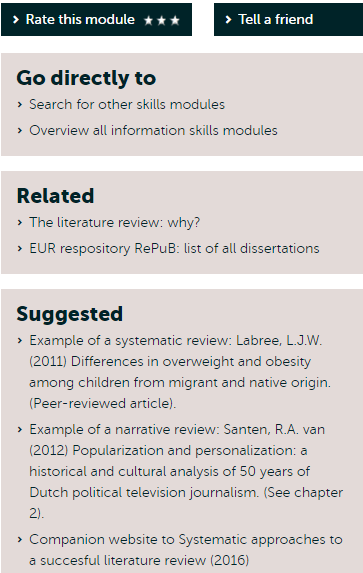 Rate this module
Tell a friend
Go directly to
Search for other skills modules
Overview all information skills modules
Related
The literature review: why?
EUR respository RePuB: list of all dissertations
Suggested
Example of a systematic review: Labree, L.J.W.
(2011) Differences in overweight and obesity
among children from migrant and native origin.
(Peer-reviewed article).
Example of a narrative review: Santen, R.A. van
(2012) Popularization and personalization: a
historical and cultural analysis of 50 years of
Dutch political television journalism. (See chapter
2).
Companion website to Systematic approaches to
a succesful literature review (2016)